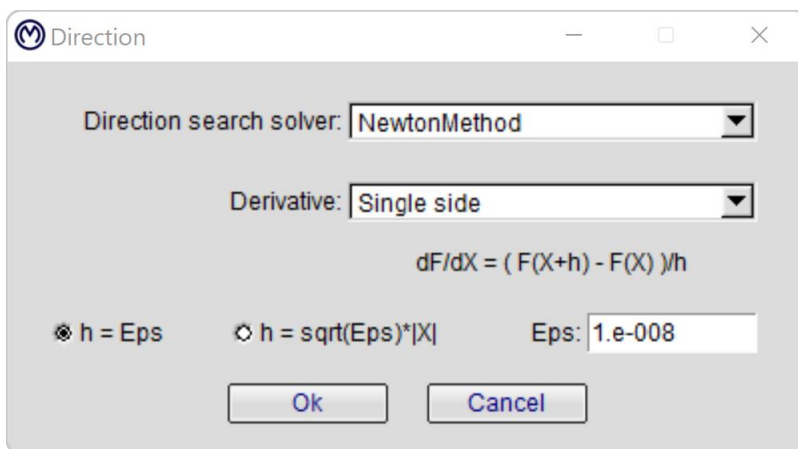 Direction
Direction search solver: NewtonMethod
Derivative: Single side
dF/dX = ( F(X+h) - F(X) )/h
h = Eps h = sqrt(Eps)*|X| Eps: 1.e-008
Ok Cancel